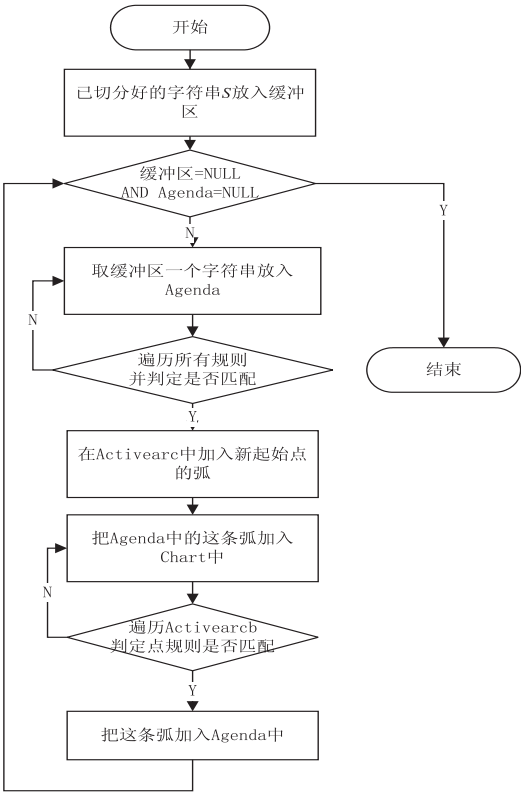 开始
已切分好的字符串S放入缓冲
区
缓冲区=NULL
AND Agenda=NULL
Y
N
取缓冲区一个字符串放入
Agenda
N
遍历所有规则
并判定是否匹配
结束
Y
在Activearc中加入新起始点
的弧
把Agenda中的这条弧加入
Chart中
N
遍历Activearcb
判定点规则是否匹配
Y
把这条弧加入Agenda中